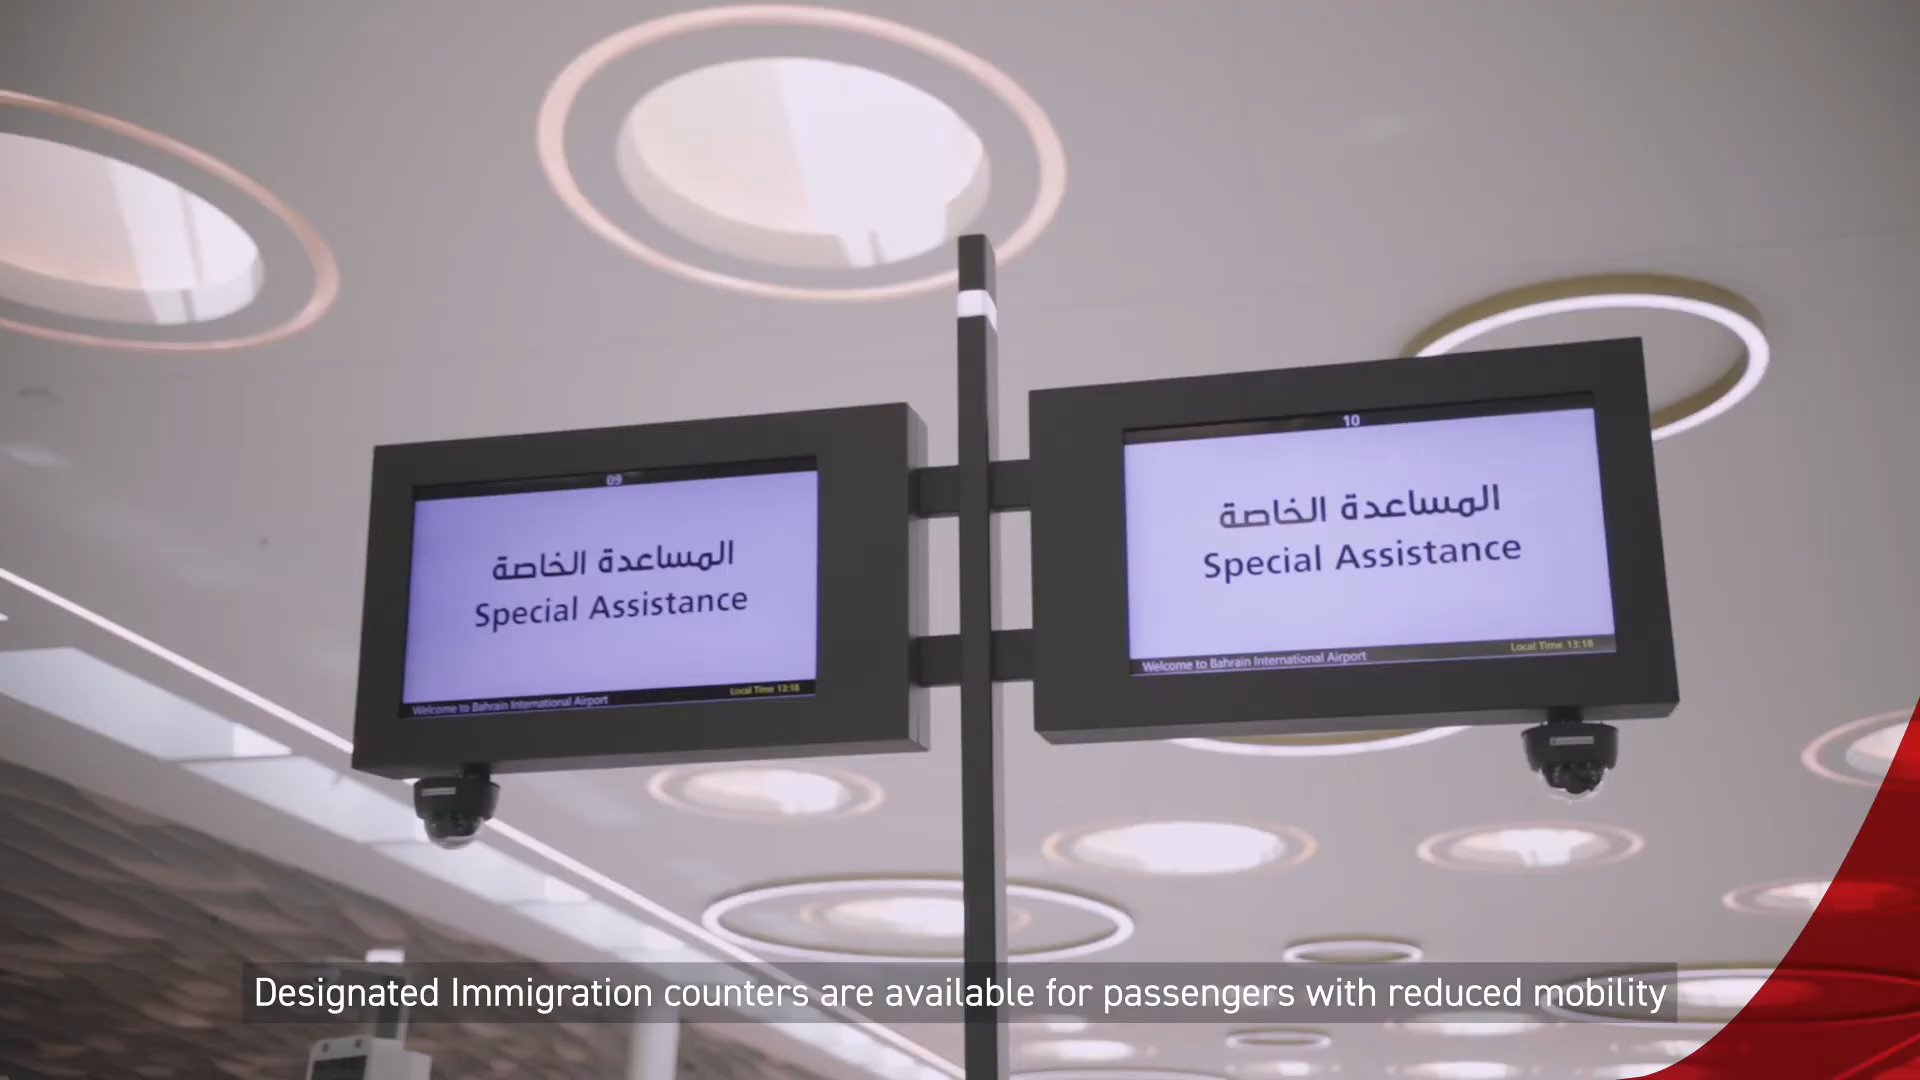 09
المساعدة الخاصة
Special Assistance
Welcome to Bahrain International Airport
Local Time 13:18
10
المساعدة الخاصة
Special Assistance
Welcome to Bahrain International Airport
Local Time 13:18
Designated Immigration counters are available for passengers with reduced mobility